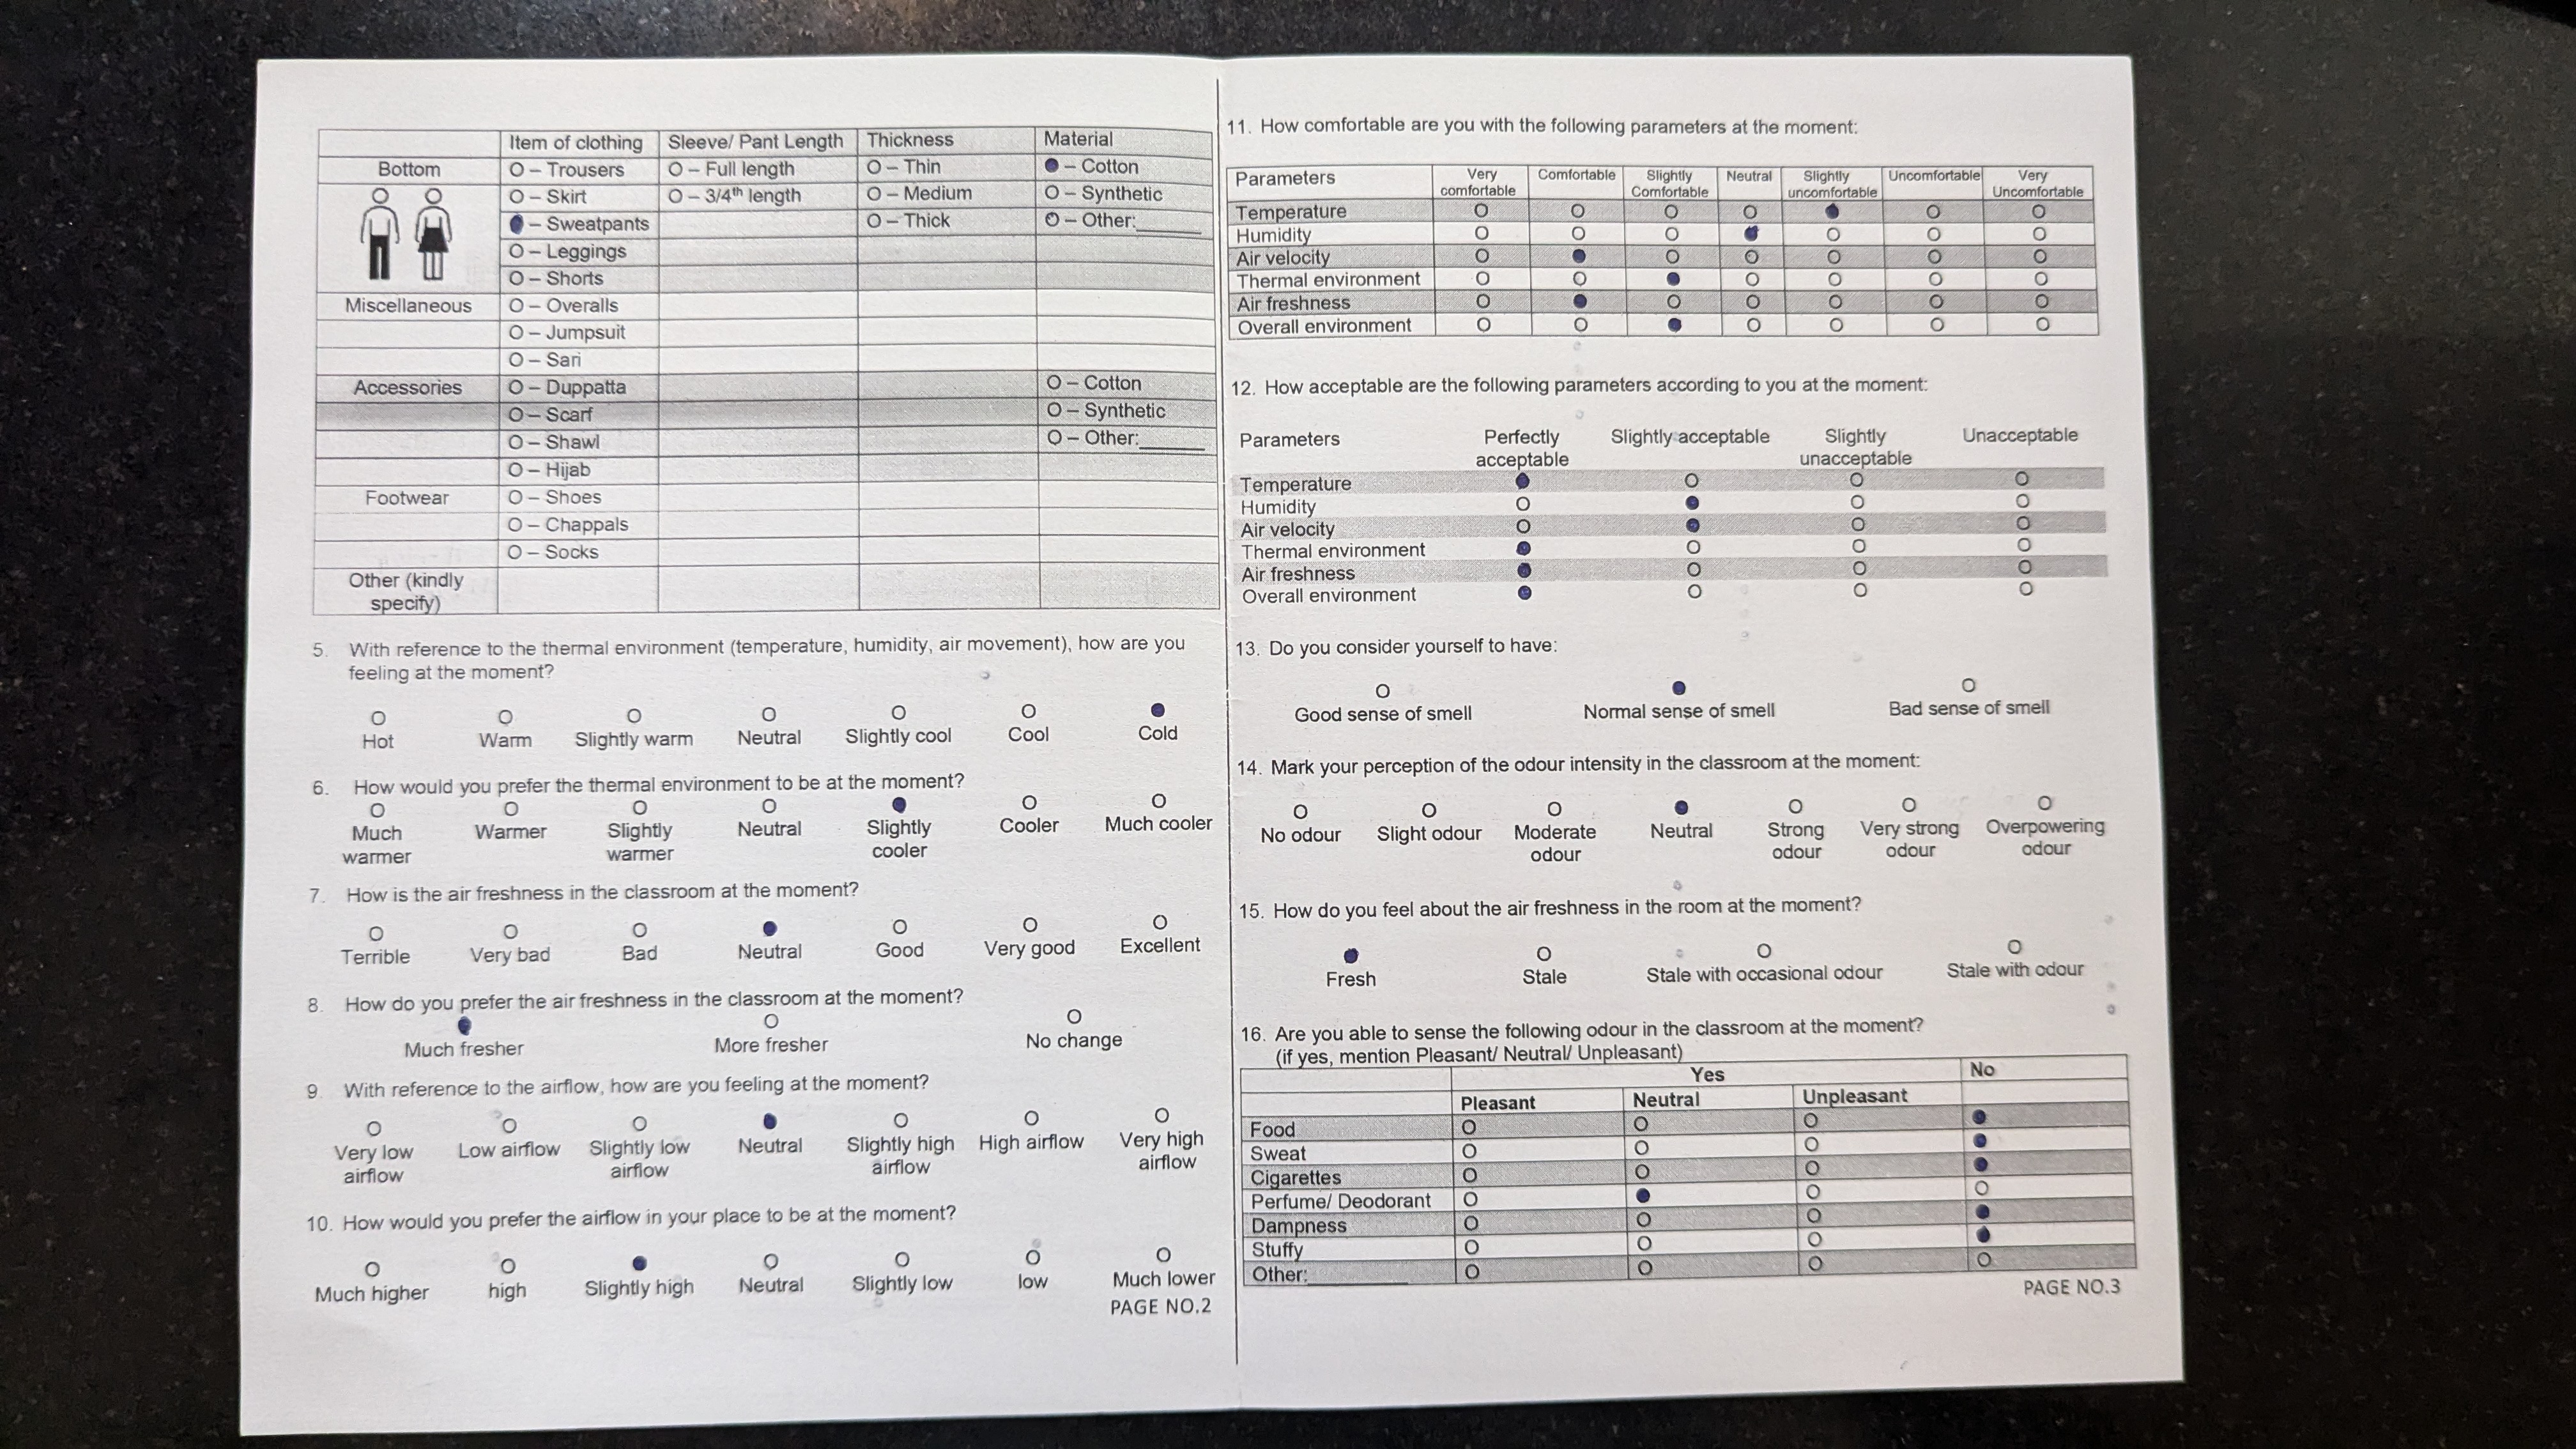 Item of clothing Sleeve/ Pant Length Thickness Material
Bottom O – Trousers O – Full length O – Thin – Cotton
O – Skirt O – 3/4th length O – Medium O – Synthetic
– Sweatpants O – Thick O – Other:______
O – Leggings
O – Shorts
Miscellaneous O – Overalls
O – Jumpsuit
O – Sari
Accessories O – Duppatta O – Cotton
O – Scarf O – Synthetic
O – Shawl O – Other:______
O – Hijab
Footwear O – Shoes
O – Chappals
O – Socks
Other (kindly
specify)
5. With reference to the thermal environment (temperature, humidity, air movement), how are you
feeling at the moment?
Hot Warm Slightly warm Neutral Slightly cool Cool Cold
6. How would you prefer the thermal environment to be at the moment?
Much Warmer Slightly Neutral Slightly Cooler Much cooler
warmer warmer cooler
7. How is the air freshness in the classroom at the moment?
Terrible Very bad Bad Neutral Good Very good Excellent
8. How do you prefer the air freshness in the classroom at the moment?
Much fresher More fresher No change
9. With reference to the airflow, how are you feeling at the moment?
Very low Low airflow Slightly low Neutral Slightly high High airflow Very high
airflow airflow airflow airflow
10. How would you prefer the airflow in your place to be at the moment?
Much higher high Slightly high Neutral Slightly low low Much lower
PAGE NO.2
11. How comfortable are you with the following parameters at the moment:
Parameters Very Comfortable Slightly Neutral Slightly Uncomfortable Very
comfortable Comfortable uncomfortable Uncomfortable
Temperature
Humidity
Air velocity
Thermal environment
Air freshness
Overall environment
12. How acceptable are the following parameters according to you at the moment:
Parameters Perfectly Slightly acceptable Slightly Unacceptable
acceptable unacceptable
Temperature
Humidity
Air velocity
Thermal environment
Air freshness
Overall environment
13. Do you consider yourself to have:
Good sense of smell Normal sense of smell Bad sense of smell
14. Mark your perception of the odour intensity in the classroom at the moment:
No odour Slight odour Moderate Neutral Strong Very strong Overpowering
odour odour odour odour
15. How do you feel about the air freshness in the room at the moment?
Fresh Stale Stale with occasional odour Stale with odour
16. Are you able to sense the following odour in the classroom at the moment?
(if yes, mention Pleasant/ Neutral/ Unpleasant)
Yes No
Pleasant Neutral Unpleasant
Food
Sweat
Cigarettes
Perfume/ Deodorant
Dampness
Stuffy
Other:__________
PAGE NO.3